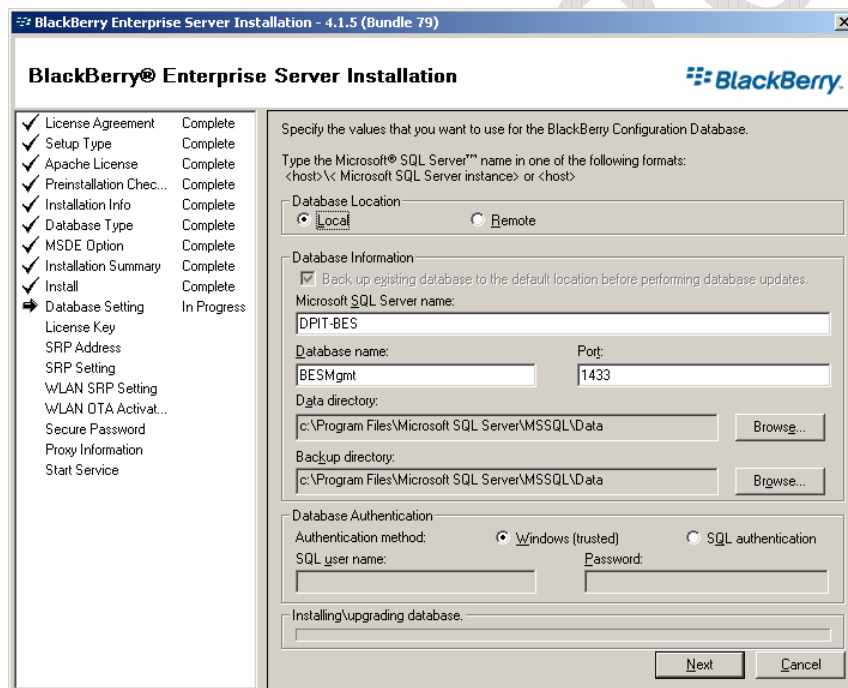 BlackBerry Enterprise Server Installation - 4.1.5 (Bundle 79)
BlackBerry® Enterprise Server Installation
BlackBerry.
License Agreement Complete
Setup Type Complete
Apache License Complete
Preinstallation Chec... Complete
Installation Info Complete
Database Type Complete
MSDE Option Complete
Installation Summary Complete
Install Complete
Database Setting In Progress
License Key
SRP Address
SRP Setting
WLAN SRP Setting
WLAN OTA Activat...
Secure Password
Proxy Information
Start Service
Specify the values that you want to use for the BlackBerry Configuration Database.
Type the Microsoft® SQL Server™ name in one of the following formats:
<host>\< Microsoft SQL Server instance> or <host>
Database Location
Local Remote
Database Information
Back up existing database to the default location before performing database updates.
Microsoft SQL Server name:
DPIT-BES
Database name: Port:
BESMgmt 1433
Data directory:
c:\Program Files\Microsoft SQL Server\MSSQL\Data Browse...
Backup directory:
c:\Program Files\Microsoft SQL Server\MSSQL\Data Browse...
Database Authentication
Authentication method: Windows (trusted) SQL authentication
SQL user name: Password:
Installing\upgrading database.
Next Cancel